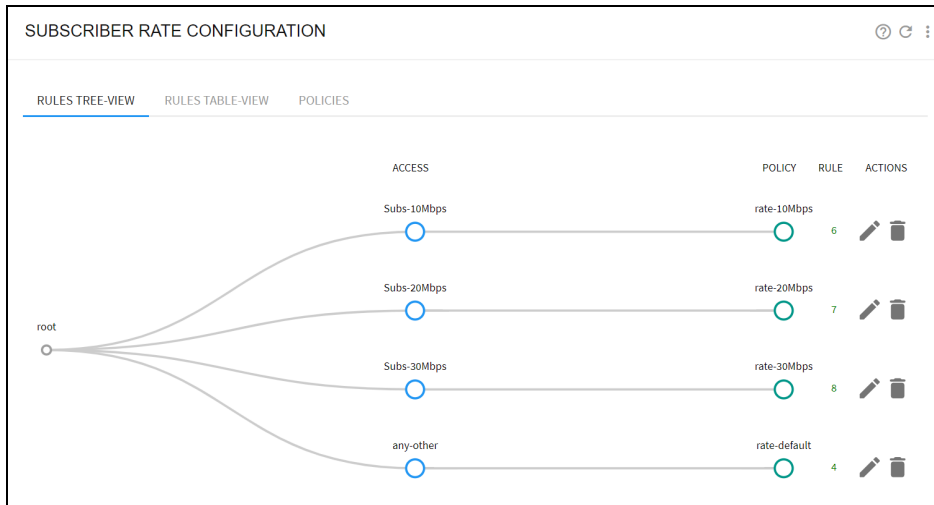 SUBSCRIBER RATE CONFIGURATION
RULES TREE-VIEW RULES TABLE-VIEW POLICIES
ACCESS POLICY RULE ACTIONS
Subs-10Mbps rate-10Mbps
6
Subs-20Mbps rate-20Mbps
7
root
Subs-30Mbps rate-30Mbps
8
any-other rate-default
4